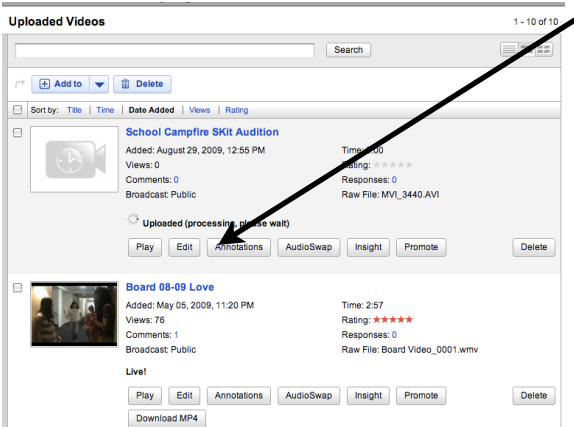 Uploaded Videos 1 - 10 of 10
Search
Add to Delete
Sort by: Title | Time | Date Added | Views | Rating
School Campfire SKit Audition
Added: August 29, 2009, 12:55 PM Time: :00
Views: 0 Rating:
Comments: 0 Responses: 0
Broadcast: Public Raw File: MVI_3440.AVI
Uploaded (processing, please wait)
Play Edit Annotations AudioSwap Insight Promote Delete
Board 08-09 Love
Added: May 05, 2009, 11:20 PM Time: 2:57
Views: 76 Rating: ★★★★★
Comments: 1 Responses: 0
Broadcast: Public Raw File: Board Video_0001.wmv
Live!
Play Edit Annotations AudioSwap Insight Promote Delete
Download MP4